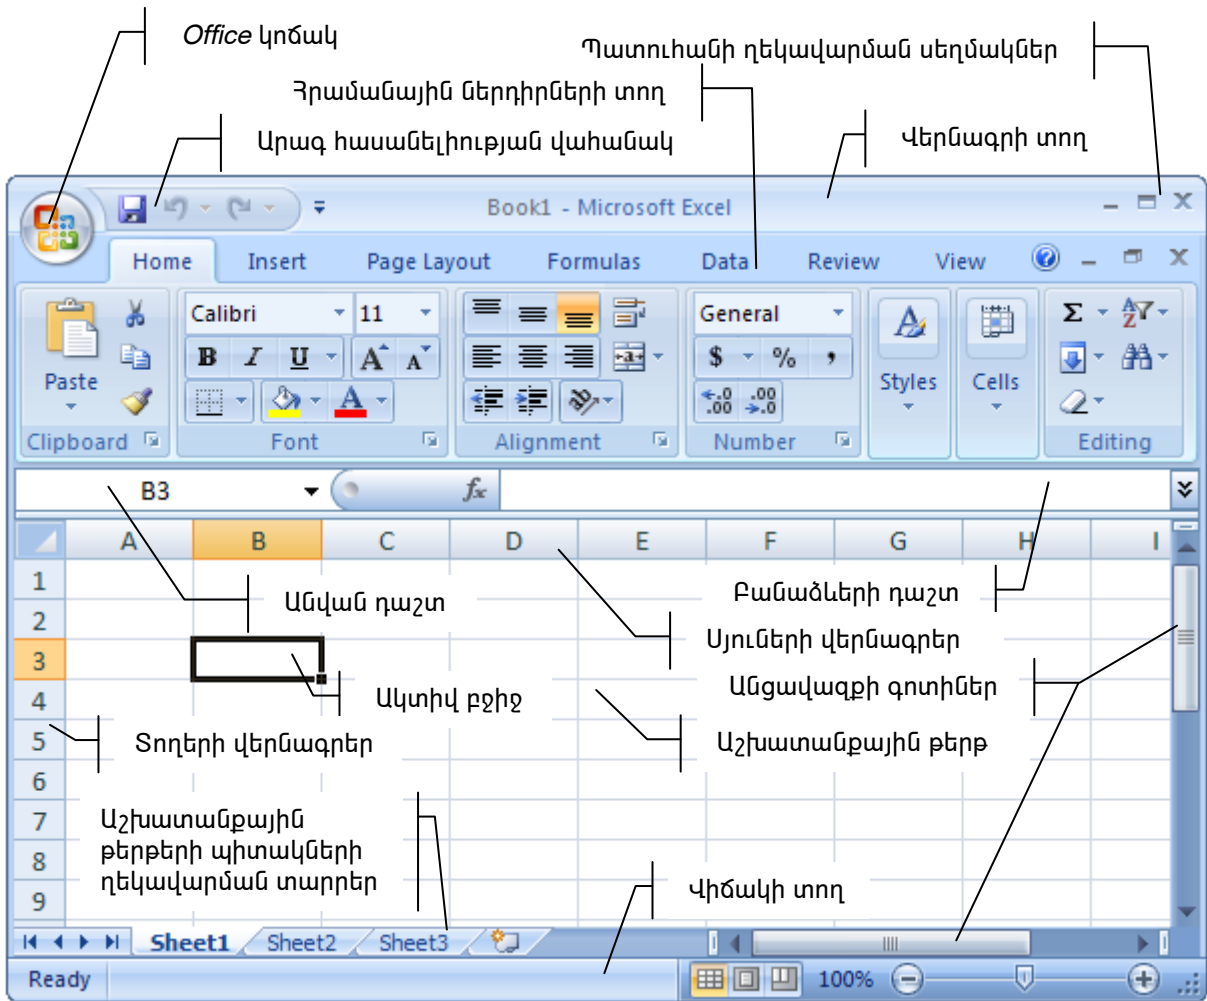 Office կոճակ
Պատուհանի ղեկավարման սեղմակներ
Հրամանային ներդիրների տող
Արագ հասանելիության վահանակ
Վերնագրի տող
Book1 - Microsoft Excel
Home Insert Page Layout Formulas Data Review View
Calibri 11 General
B I U A A $ % ,
Paste Styles Cells
Clipboard Font Alignment Number Editing
B3 fx
A B C D E F G H I
1
Անվան դաշտ
Բանաձևերի դաշտ
2
Սյուների վերնագրեր
3
Ակտիվ բջիջ
Անցավազքի գոտիներ
4
5
Տողերի վերնագրեր
Աշխատանքային թերթ
6
7
Աշխատանքային
թերթերի պիտակների
ղեկավարման տարրեր
8
Վիճակի տող
9
Sheet1 Sheet2 Sheet3
Ready 100%